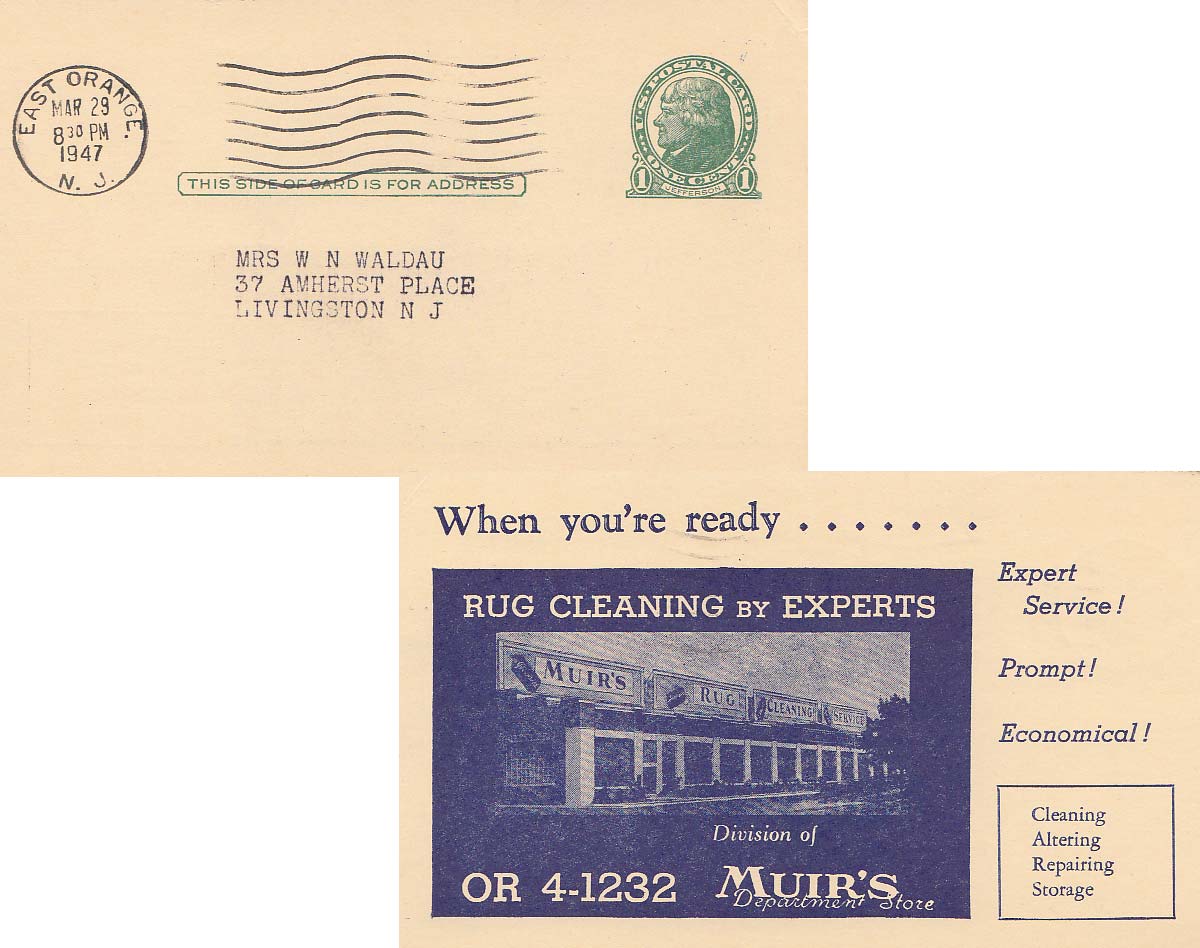 EAST ORANGE.
MAR 29
8 30 PM
1947
N. J.
U.S. POSTAL CARD
ONE CENT
1 JEFFERSON 1
THIS SIDE OF CARD IS FOR ADDRESS
MRS W N WALDAU
37 AMHERST PLACE
LIVINGSTON N J
When you're ready . . . . . . .
RUG CLEANING BY EXPERTS
MUIR'S RUG CLEANING SERVICE
Division of
OR 4-1232
MUIR'S
Department Store
Expert
Service!
Prompt!
Economical!
Cleaning
Altering
Repairing
Storage